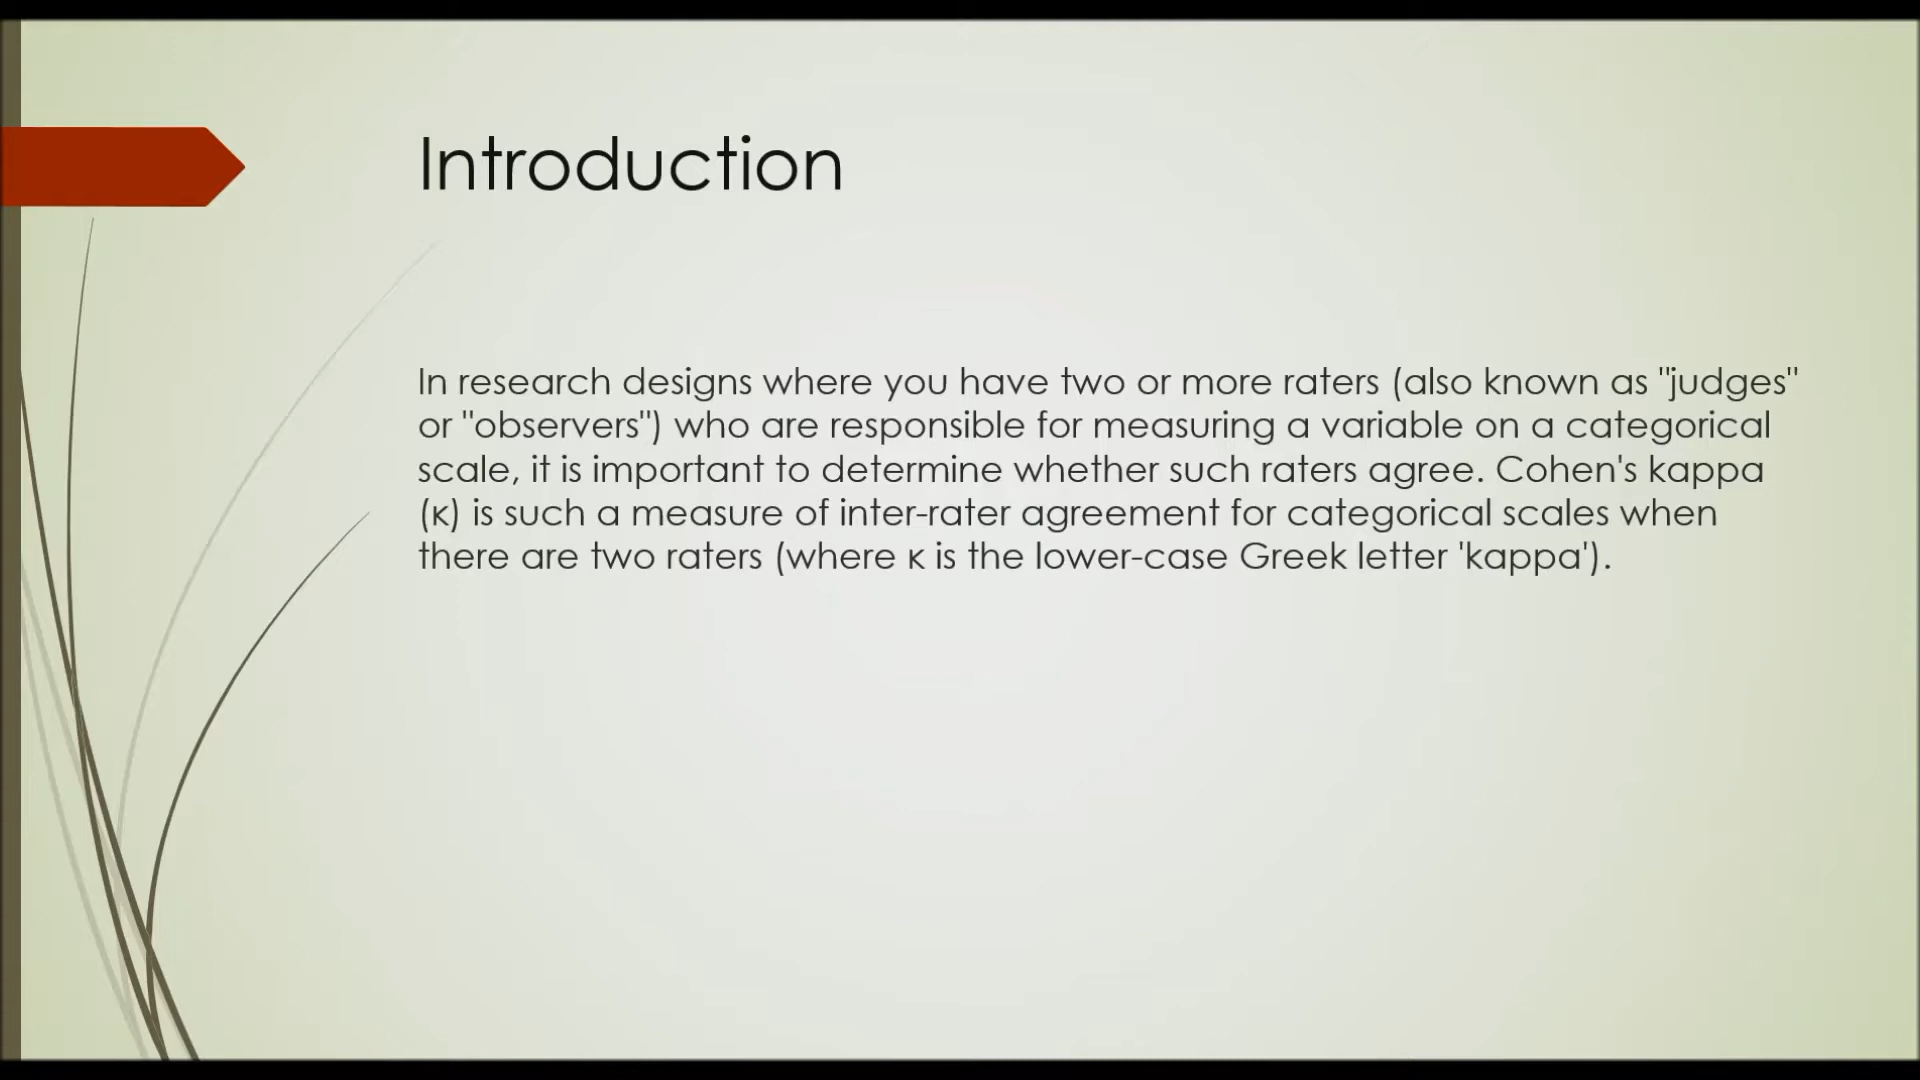 Introduction
In research designs where you have two or more raters (also known as "judges"
or "observers") who are responsible for measuring a variable on a categorical
scale, it is important to determine whether such raters agree. Cohen's kappa
(κ) is such a measure of inter-rater agreement for categorical scales when
there are two raters (where κ is the lower-case Greek letter 'kappa').